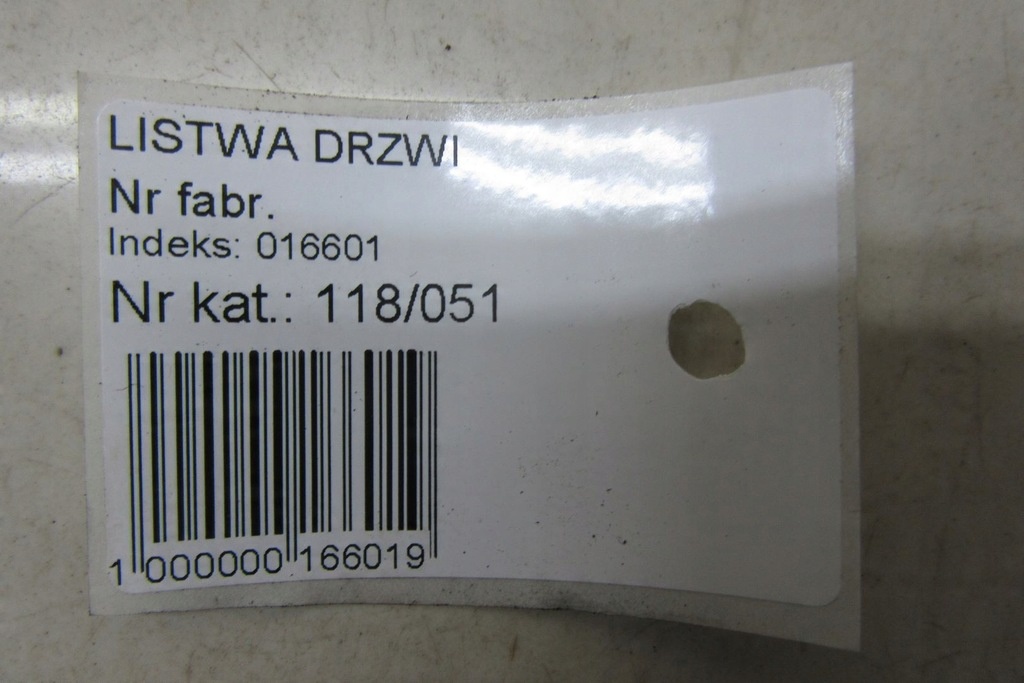 LISTWA DRZWI
Nr fabr.
Indeks: 016601
Nr kat.: 118/051
1 000000 166019